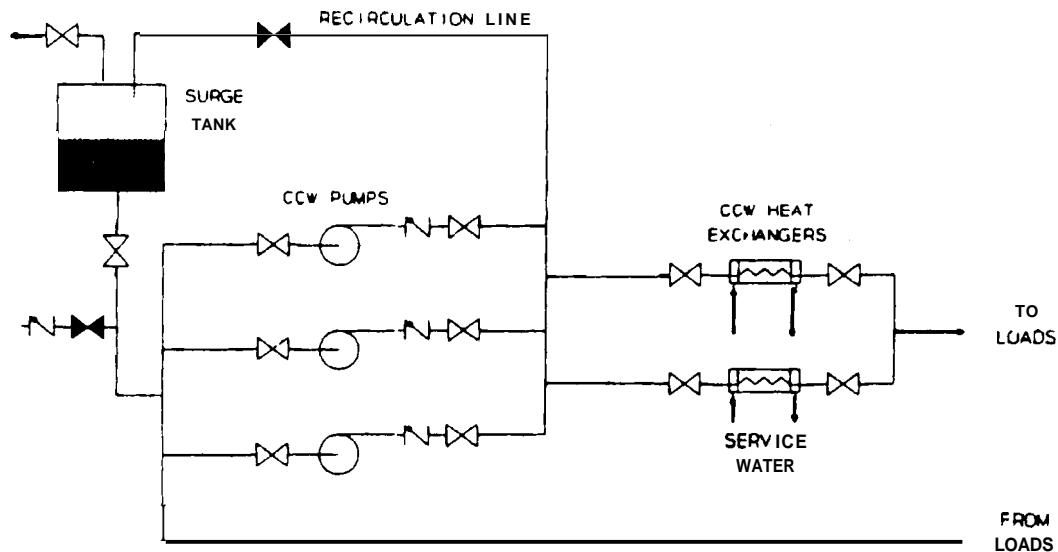 RECIRCULATION LINE
SURGE
TANK
CCW PUMPS
CCW HEAT
EXCHANGERS
TO
LOADS
SERVICE
WATER
FROM
LOADS